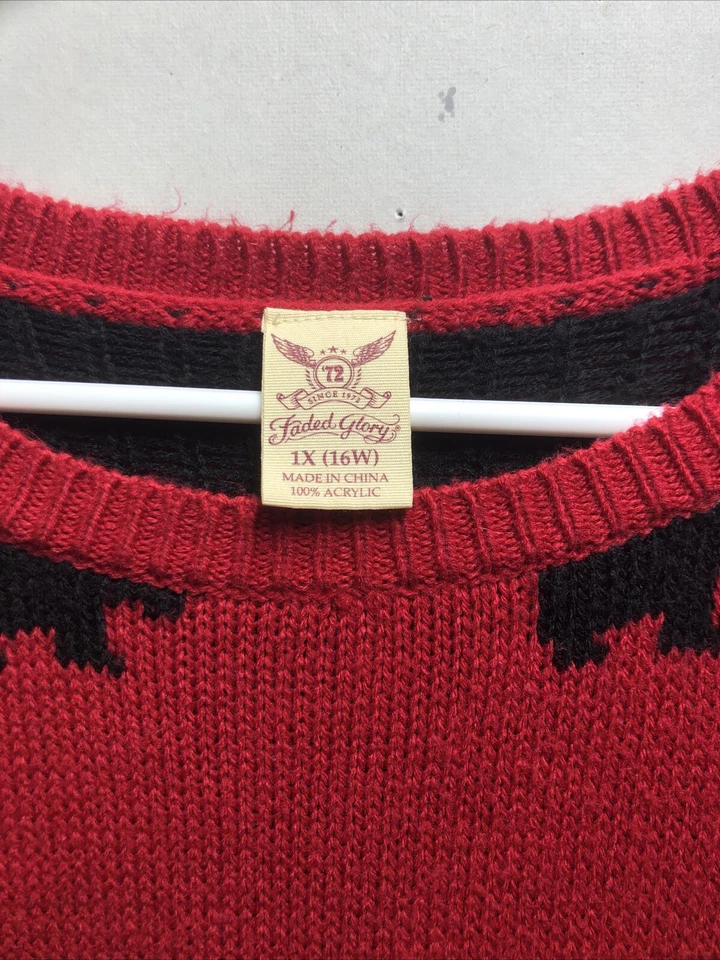 '72
SINCE 1972
Faded Glory®
1X (16W)
MADE IN CHINA
100% ACRYLIC